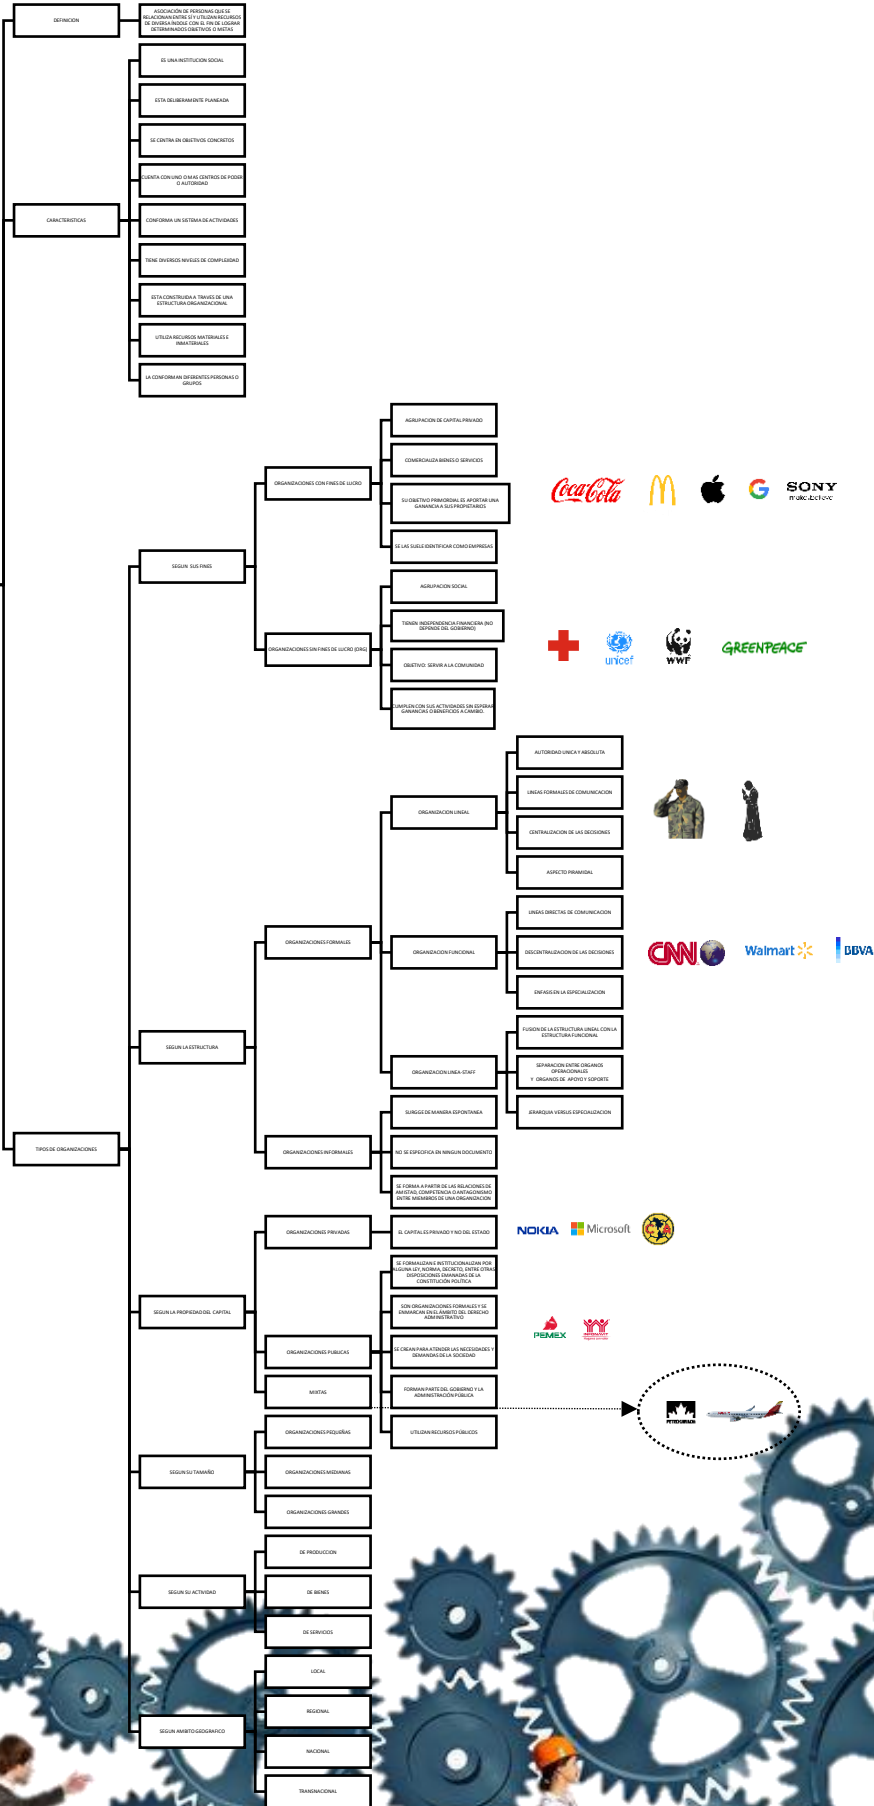 DEFINICION
ASOCIACIÓN DE PERSONAS QUE SE
RELACIONAN ENTRE SÍ Y UTILIZAN RECURSOS
DE DIVERSA ÍNDOLE CON EL FIN DE LOGRAR
DETERMINADOS OBJETIVOS O METAS
CARACTERISTICAS
ES UNA INSTITUCION SOCIAL
ESTA DELIBERAMENTE PLANEADA
SE CENTRA EN OBJETIVOS CONCRETOS
CUENTA CON UNO O MAS CENTROS DE PODER
O AUTORIDAD
CONFORMA UN SISTEMA DE ACTIVIDADES
TIENE DIVERSOS NIVELES DE COMPLEJIDAD
ESTA CONSTRUIDA A TRAVES DE UNA
ESTRUCTURA ORGANIZACIONAL
UTILIZA RECURSOS MATERIALES E
INMATERIALES
LA CONFORMAN DIFERENTES PERSONAS O
GRUPOS
TIPOS DE ORGANIZACIONES
SEGUN SUS FINES
ORGANIZACIONES CON FINES DE LUCRO
AGRUPACION DE CAPITAL PRIVADO
COMERCIALIZA BIENES O SERVICIOS
SU OBJETIVO PRIMORDIAL ES APORTAR UNA
GANANCIA A SUS PROPIETARIOS
SE LAS SUELE IDENTIFICAR COMO EMPRESAS
Coca-Cola
G
SONY
make.believe
ORGANIZACIONES SIN FINES DE LUCRO (ORG)
AGRUPACION SOCIAL
TIENEN INDEPENDENCIA FINANCIERA (NO
DEPENDE DEL GOBIERNO)
OBJETIVO: SERVIR A LA COMUNIDAD
CUMPLEN CON SUS ACTIVIDADES SIN ESPERAR
GANANCIAS O BENEFICIOS A CAMBIO.
unicef
WWF
GREENPEACE
SEGUN LA ESTRUCTURA
ORGANIZACIONES FORMALES
ORGANIZACION LINEAL
AUTORIDAD UNICA Y ABSOLUTA
LINEAS FORMALES DE COMUNICACION
CENTRALIZACION DE LAS DECISIONES
ASPECTO PIRAMIDAL
ORGANIZACION FUNCIONAL
LINEAS DIRECTAS DE COMUNICACION
DESCENTRALIZACION DE LAS DECISIONES
ENFASIS EN LA ESPECIALIZACION
CNN
Walmart
BBVA
ORGANIZACION LINEA-STAFF
FUSION DE LA ESTRUCTURA LINEAL CON LA
ESTRUCTURA FUNCIONAL
SEPARACION ENTRE ORGANOS
OPERACIONALES
Y ORGANOS DE APOYO Y SOPORTE
JERARQUIA VERSUS ESPECIALIZACION
ORGANIZACIONES INFORMALES
SURGGE DE MANERA ESPONTANEA
NO SE ESPECIFICA EN NINGUN DOCUMENTO
SE FORMA A PARTIR DE LAS RELACIONES DE
AMISTAD, COMPETENCIA O ANTAGONISMO
ENTRE MIEMBROS DE UNA ORGANIZACION
SEGUN LA PROPIEDAD DEL CAPITAL
ORGANIZACIONES PRIVADAS
EL CAPITAL ES PRIVADO Y NO DEL ESTADO
NOKIA
Microsoft
CA
ORGANIZACIONES PUBLICAS
SE FORMALIZAN E INSTITUCIONALIZAN POR
ALGUNA LEY, NORMA, DECRETO, ENTRE OTRAS
DISPOSICIONES EMANADAS DE LA
CONSTITUCIÓN POLÍTICA
SON ORGANIZACIONES FORMALES Y SE
ENMARCAN EN EL ÁMBITO DEL DERECHO
ADMINISTRATIVO
SE CREAN PARA ATENDER LAS NECESIDADES Y
DEMANDAS DE LA SOCIEDAD
FORMAN PARTE DEL GOBIERNO Y LA
ADMINISTRACIÓN PÚBLICA
UTILIZAN RECURSOS PÚBLICOS
PEMEX
INFONAVIT
MIXTAS
PETRO-CANADA
SEGUN SU TAMAÑO
ORGANIZACIONES PEQUEÑAS
ORGANIZACIONES MEDIANAS
ORGANIZACIONES GRANDES
SEGUN SU ACTIVIDAD
DE PRODUCCION
DE BIENES
DE SERVICIOS
SEGUN AMBITO GEOGRAFICO
LOCAL
REGIONAL
NACIONAL
TRANSNACIONAL